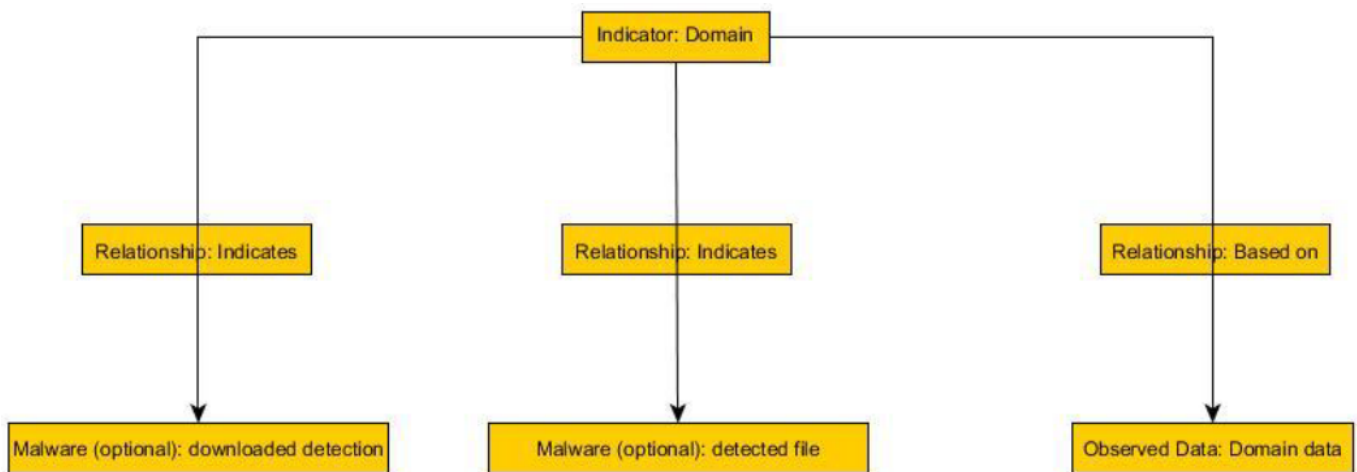 Indicator: Domain
Relationship: Indicates
Relationship: Indicates
Relationship: Based on
Malware (optional): downloaded detection
Malware (optional): detected file
Observed Data: Domain data